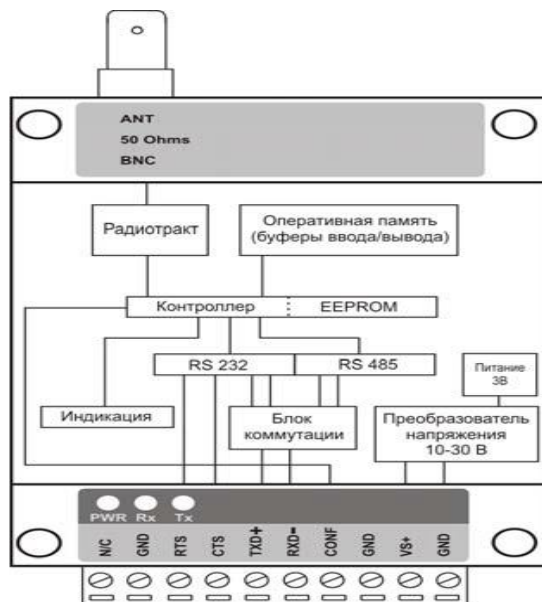 ANT
50 Ohms
BNC
Радиотракт
Оперативная память
(буферы ввода/вывода)
Контроллер
EEPROM
RS 232
RS 485
Питание
3В
Индикация
Блок
коммутации
Преобразователь
напряжения
10-30 В
PWR
Rx
Tx
N/C
GND
RTS
CTS
TXD+
RXD-
CONF
GND
VS+
GND